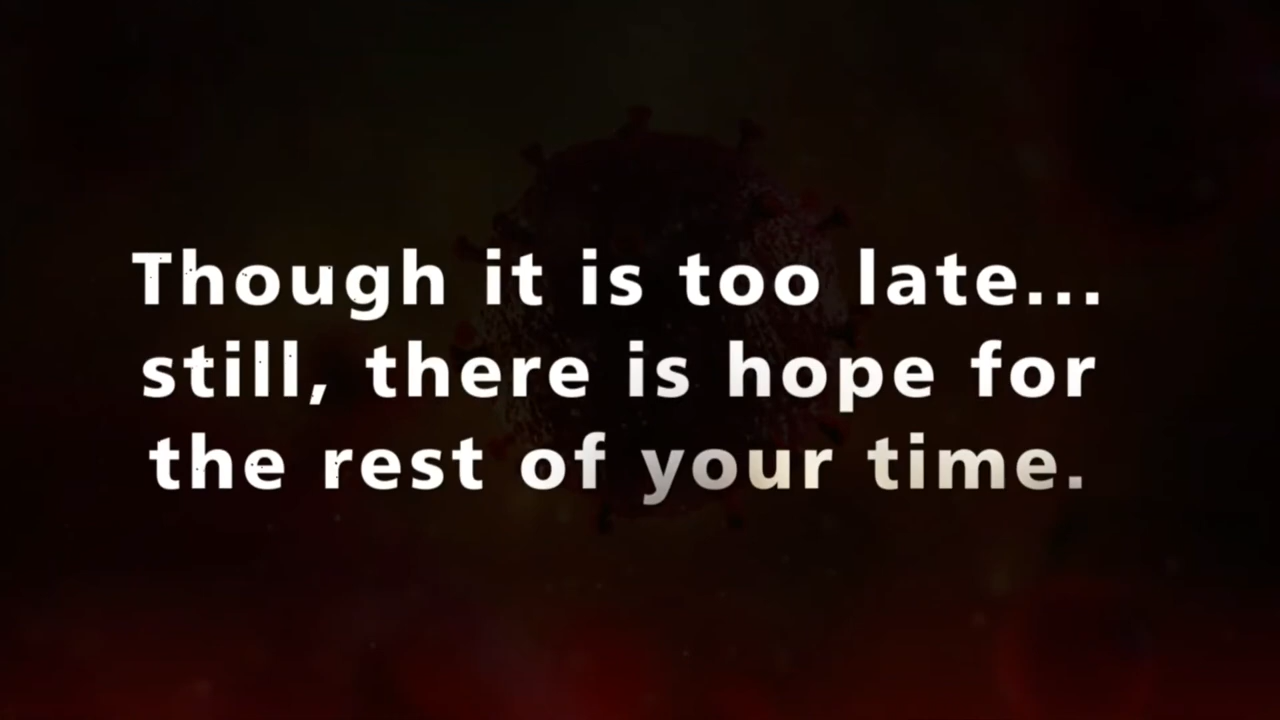 Though it is too late...
still, there is hope for
the rest of your time.